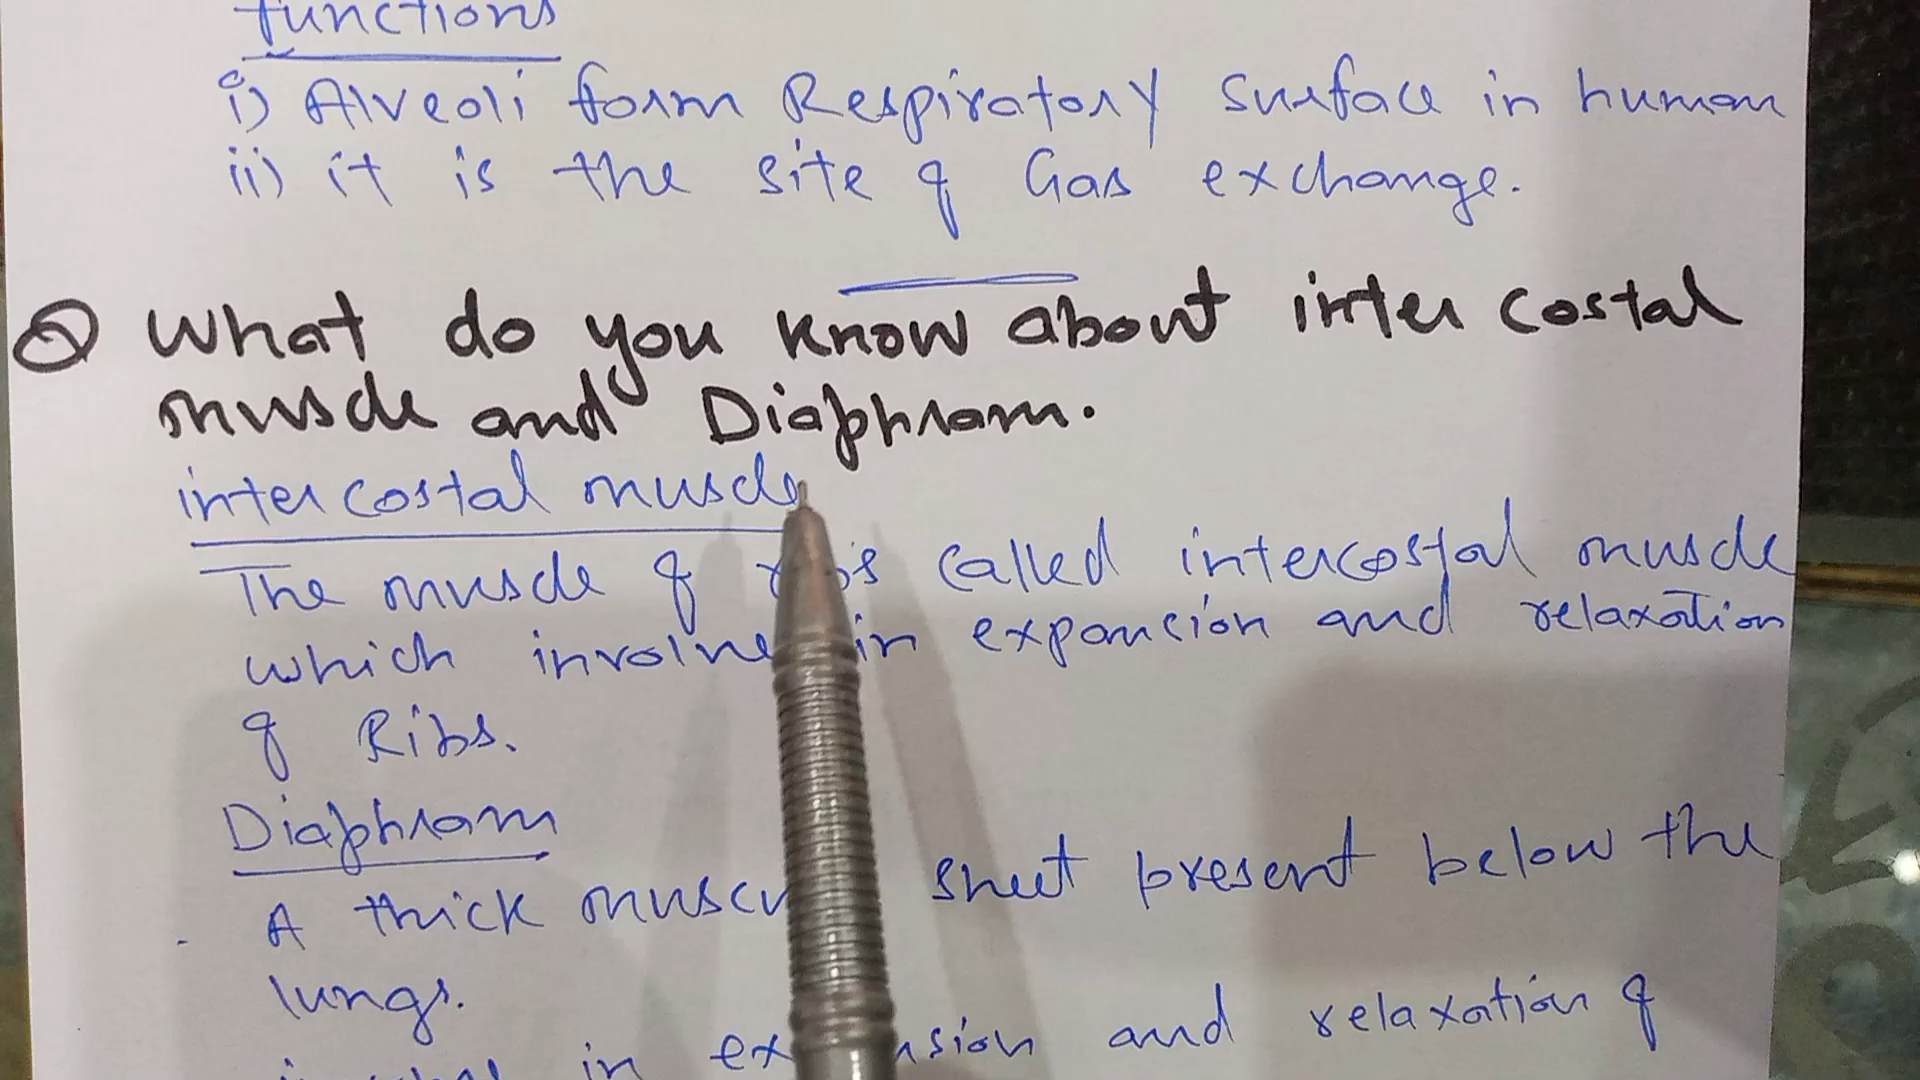 functions
i) Alveoli form Respiratory surface in human
ii) it is the site of Gas exchange.
Q What do you know about inter costal
muscle and Diaphram.
inter costal muscle
The muscle of called intercostal muscle
which involve in expancion and relaxation
of Ribs.
Diaphram
A thick sheet present below the
lungs.
in and relaxation of